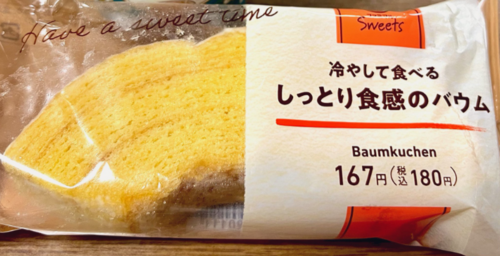 Have a sweet time
Sweets
冷やして食べる
しっとり食感のバウム
Baumkuchen
167円(税込180円)